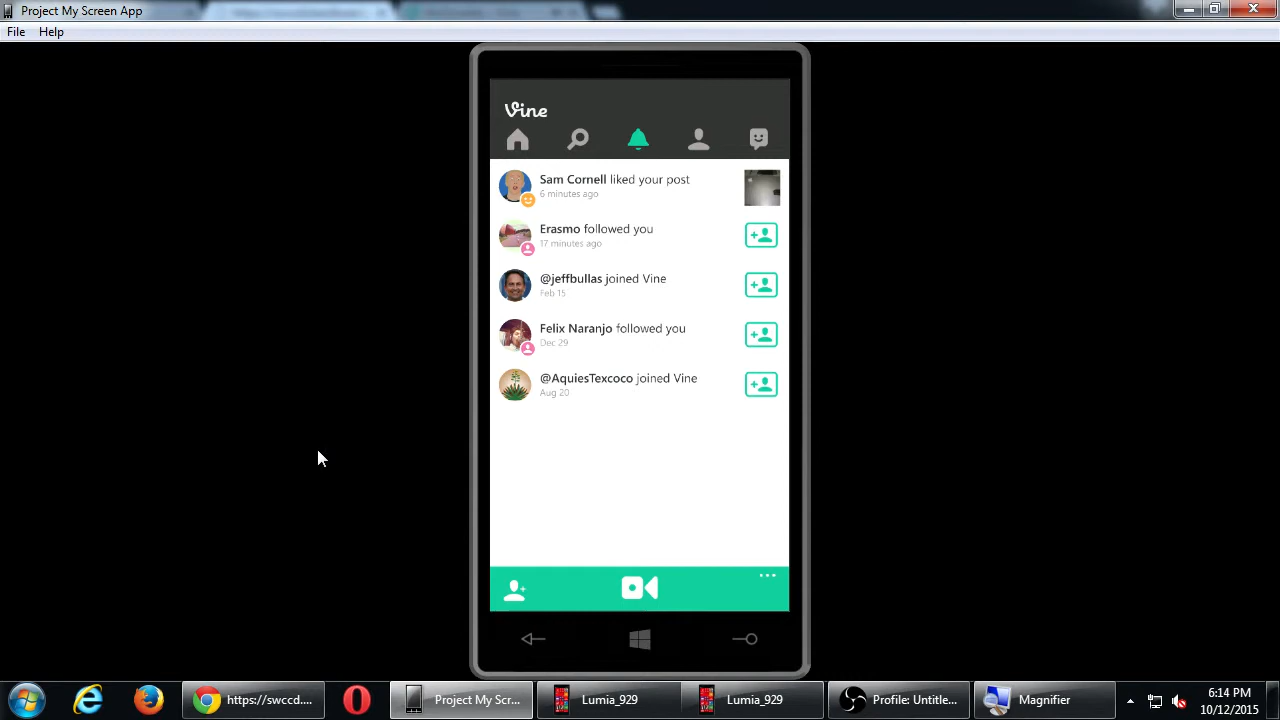 Project My Screen App
File Help
Vine
Sam Cornell liked your post
6 minutes ago
Erasmo followed you
17 minutes ago
@jeffbullas joined Vine
Feb 15
Felix Naranjo followed you
Dec 29
@AquiesTexcoco joined Vine
Aug 20
https://swccd.... Project My Scr... Lumia_929 Lumia_929 Profile: Untitle... Magnifier 6:14 PM
10/12/2015